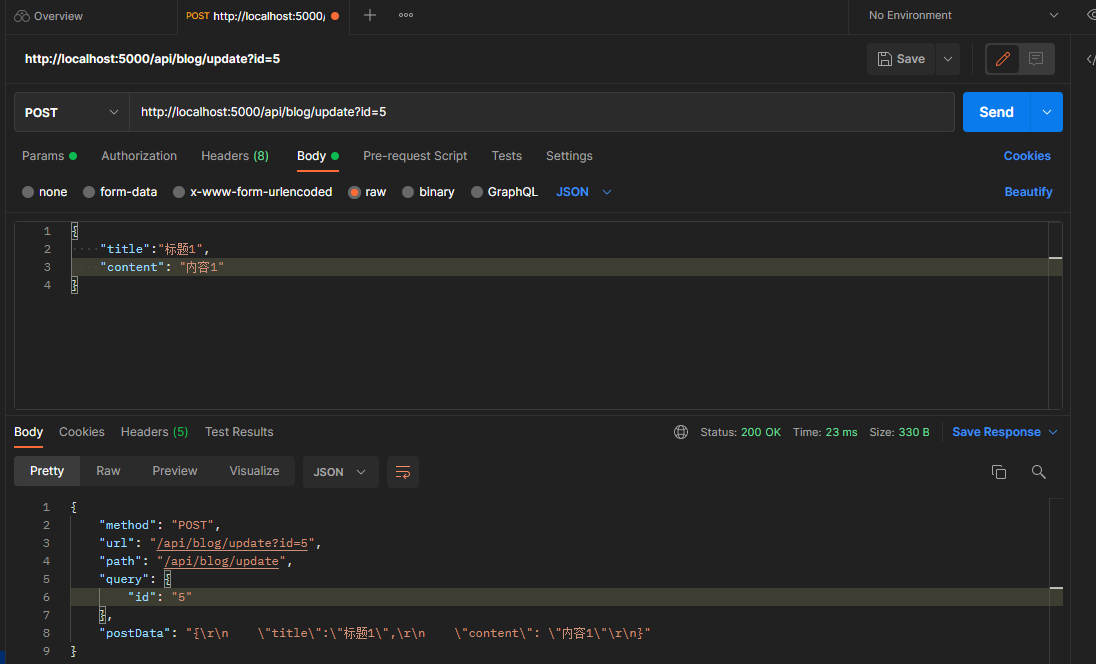 Overview
POST http://localhost:5000/
No Environment
http://localhost:5000/api/blog/update?id=5
Save
POST http://localhost:5000/api/blog/update?id=5 Send
Params Authorization Headers (8) Body Pre-request Script Tests Settings Cookies
none form-data x-www-form-urlencoded raw binary GraphQL JSON Beautify
1 {
2 "title":"标题1",
3 "content": "内容1"
4 }
Body Cookies Headers (5) Test Results Status: 200 OK Time: 23 ms Size: 330 B Save Response
Pretty Raw Preview Visualize JSON
1 {
2 "method": "POST",
3 "url": "/api/blog/update?id=5",
4 "path": "/api/blog/update",
5 "query": {
6 "id": "5"
7 },
8 "postData": "{\r\n    \"title\":\"标题1\",\r\n    \"content\": \"内容1\"\r\n}"
9 }